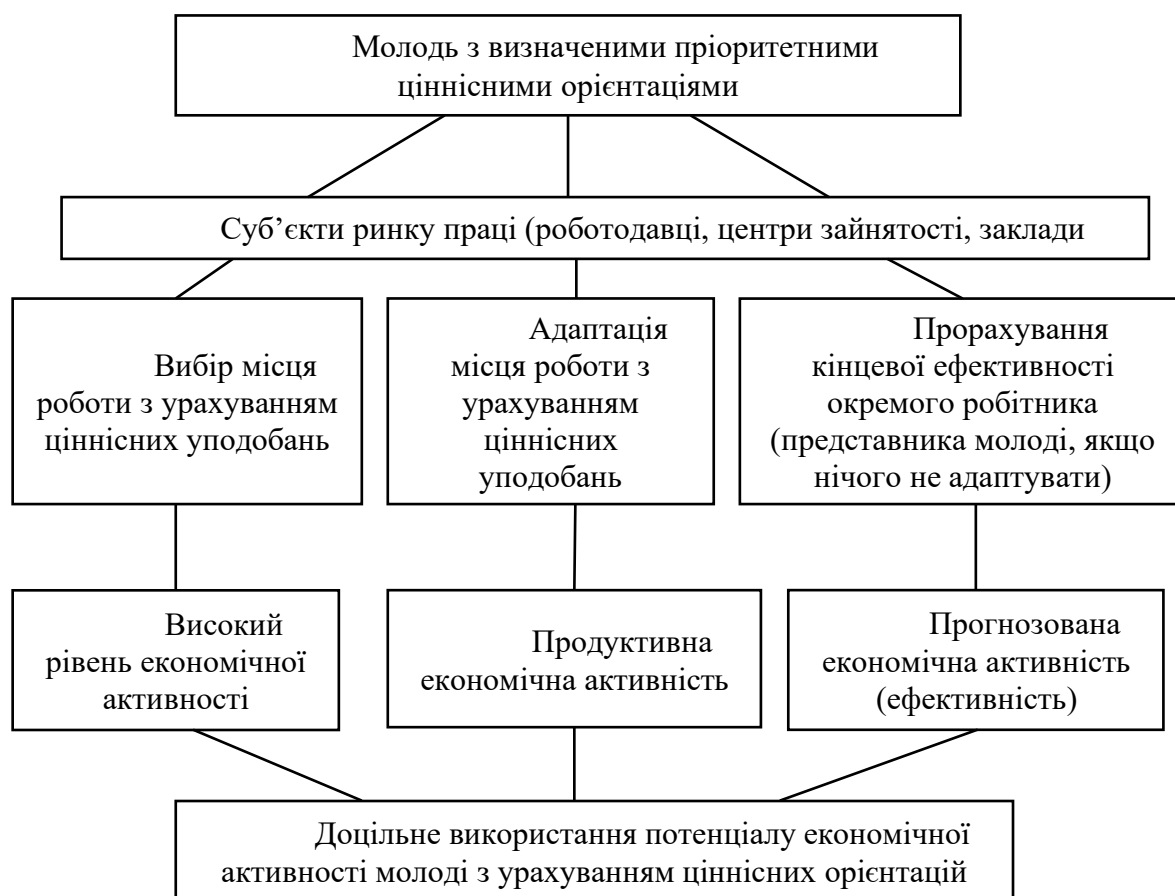 Молодь з визначеними пріоритетними
ціннісними орієнтаціями
Суб’єкти ринку праці (роботодавці, центри зайнятості, заклади
Вибір місця
роботи з урахуванням
ціннісних уподобань
Адаптація
місця роботи з
урахуванням
ціннісних
уподобань
Прорахування
кінцевої ефективності
окремого робітника
(представника молоді, якщо
нічого не адаптувати)
Високий
рівень економічної
активності
Продуктивна
економічна активність
Прогнозована
економічна активність
(ефективність)
Доцільне використання потенціалу економічної
активності молоді з урахуванням ціннісних орієнтацій